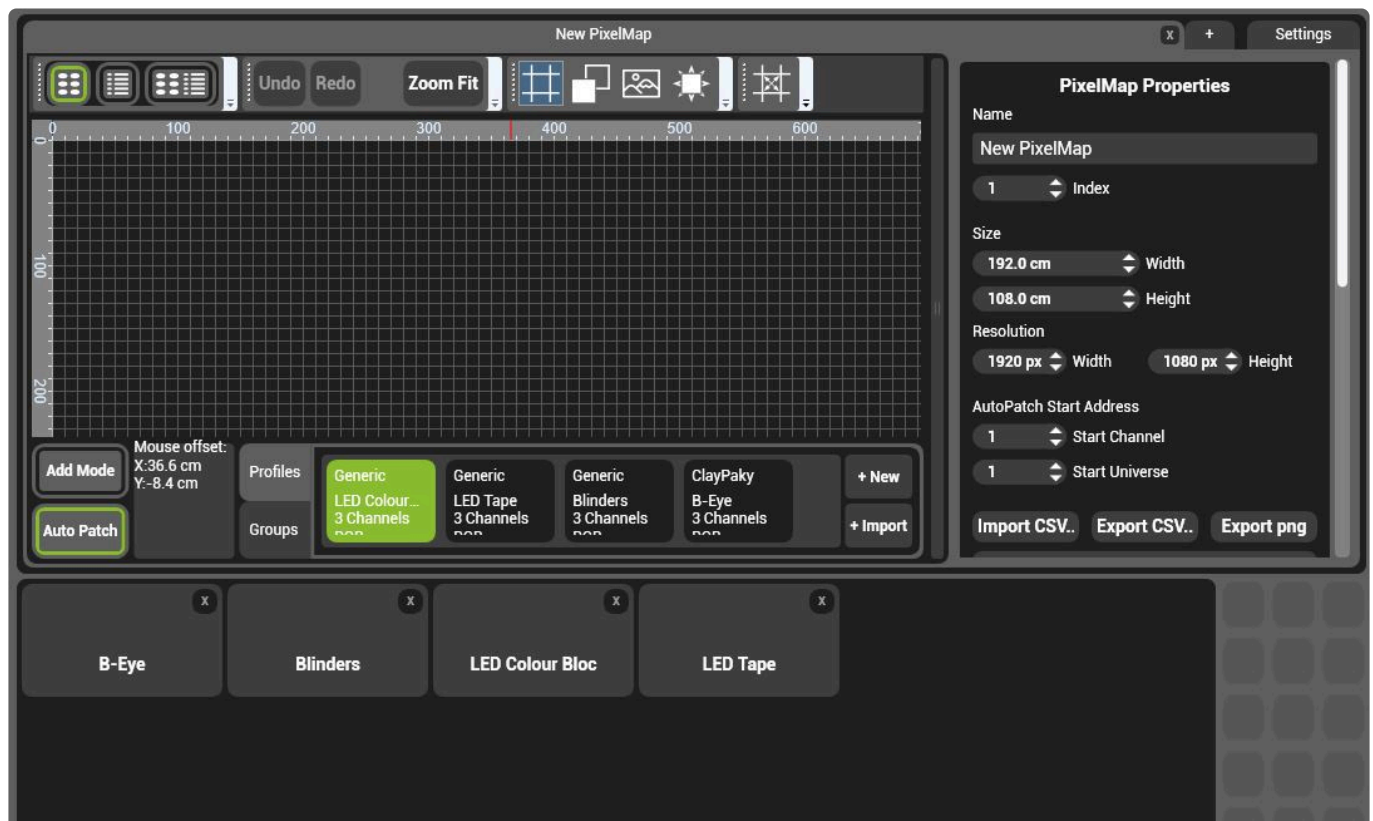 New PixelMap
x
+
Settings
Undo
Redo
Zoom Fit
0
100
200
300
400
500
600
0
100
200
Mouse offset:
X:36.6 cm
Y:-8.4 cm
Add Mode
Auto Patch
Profiles
Groups
Generic
LED Colour...
3 Channels
Generic
LED Tape
3 Channels
Generic
Blinders
3 Channels
ClayPaky
B-Eye
3 Channels
+ New
+ Import
PixelMap Properties
Name
New PixelMap
1 Index
Size
192.0 cm Width
108.0 cm Height
Resolution
1920 px Width 1080 px Height
AutoPatch Start Address
1 Start Channel
1 Start Universe
Import CSV.. Export CSV.. Export png
x
B-Eye
x
Blinders
x
LED Colour Bloc
x
LED Tape